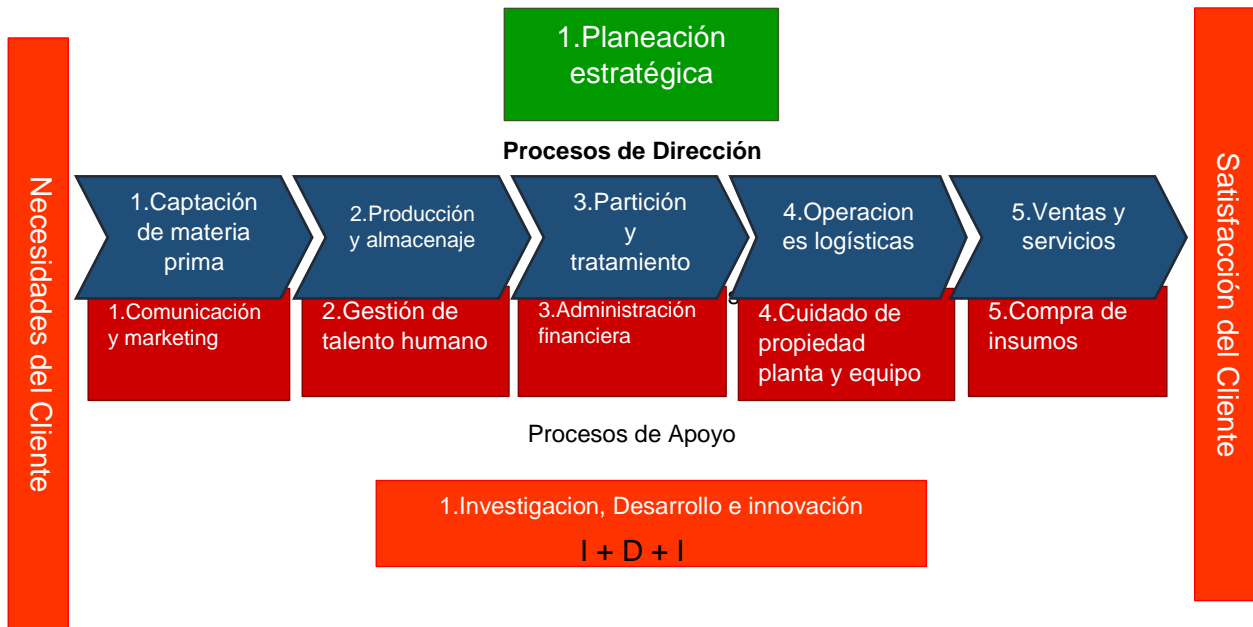 1.Planeación
estratégica
Procesos de Dirección
Necesidades del Cliente
1.Captación
de materia
prima
2.Producción
y almacenaje
3.Partición
y
tratamiento
4.Operacion
es logísticas
5.Ventas y
servicios
Satisfacción del Cliente
1.Comunicación
y marketing
2.Gestión de
talento humano
3.Administración
financiera
4.Cuidado de
propiedad
planta y equipo
5.Compra de
insumos
Procesos de Apoyo
1.Investigacion, Desarrollo e innovación
I + D + I